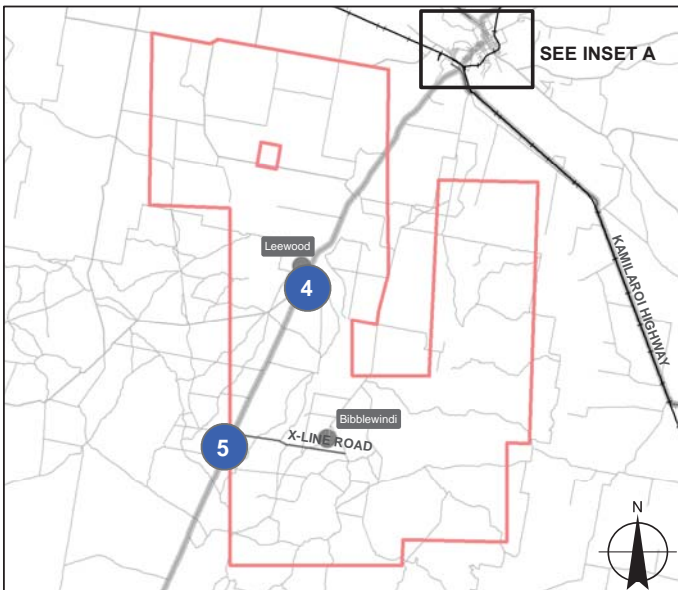 SEE INSET A
KAMILAROI HIGHWAY
Leewood
4
Bibblewindi
X-LINE ROAD
5
N